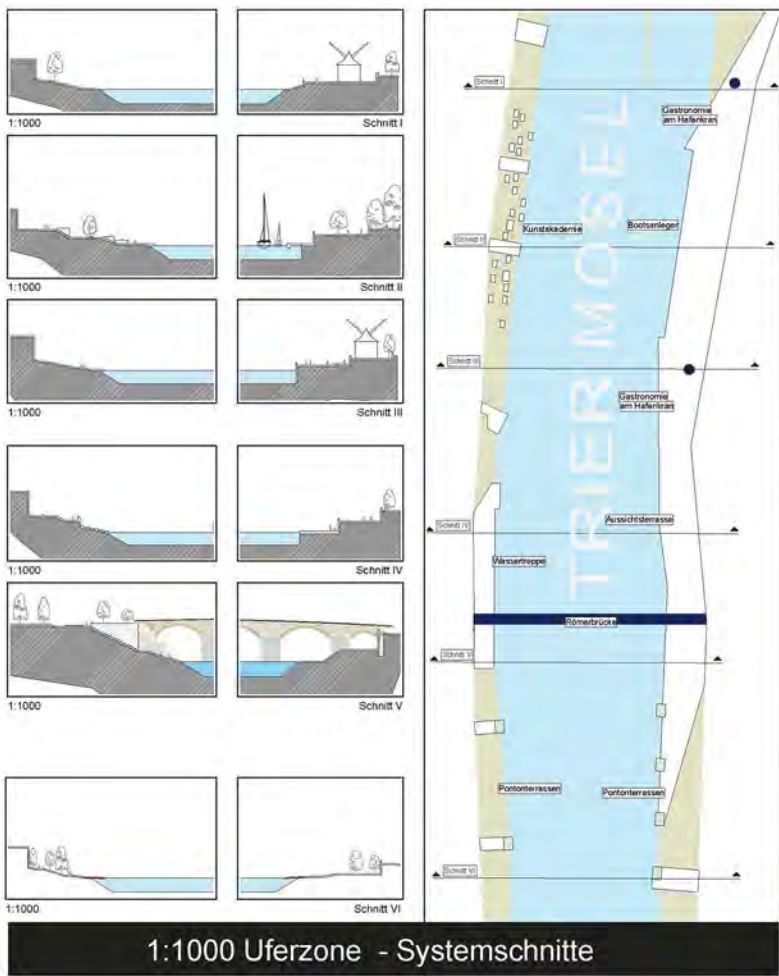 1:1000
Schnitt I
1:1000
Schnitt II
1:1000
Schnitt III
1:1000
Schnitt IV
1:1000
Schnitt V
1:1000
Schnitt VI
TRIER MOSEL
Schnitt I
Gastronomie
am Hafenkran
Kunstakademie
Bootsanleger
Schnitt II
Schnitt III
Gastronomie
am Hafenkran
Schnitt IV
Aussichtsterrasse
Wassertreppe
Römerbrücke
Schnitt V
Pontonterrassen
Pontonterrassen
Schnitt VI
1:1000 Uferzone - Systemschnitte